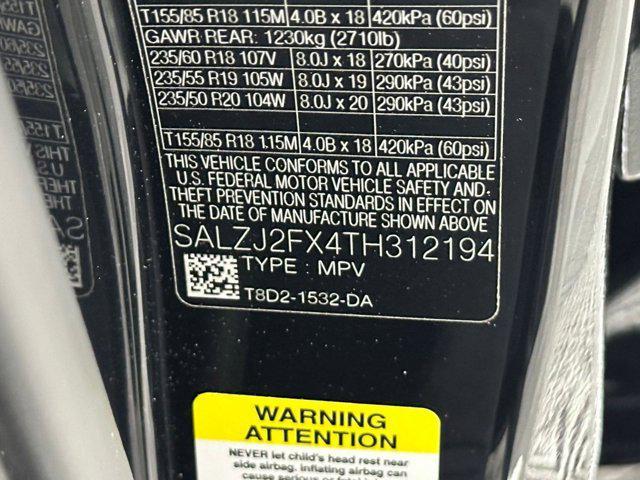 T155/85 R18 115M 4.0B x 18 420kPa (60psi)
GAWR REAR: 1230kg (2710lb)
235/60 R18 107V 8.0J x 18 270kPa (40psi)
235/55 R19 105W 8.0J x 19 290kPa (43psi)
235/50 R20 104W 8.0J x 20 290kPa (43psi)
T155/85 R18 115M 4.0B x 18 420kPa (60psi)
THIS VEHICLE CONFORMS TO ALL APPLICABLE
U.S. FEDERAL MOTOR VEHICLE SAFETY AND
THEFT PREVENTION STANDARDS IN EFFECT ON
THE DATE OF MANUFACTURE SHOWN ABOVE
SALZJ2FX4TH312194
TYPE : MPV
T8D2-1532-DA
WARNING
ATTENTION
NEVER let child's head rest near
side airbag. inflating airbag can
cause serious or fatal